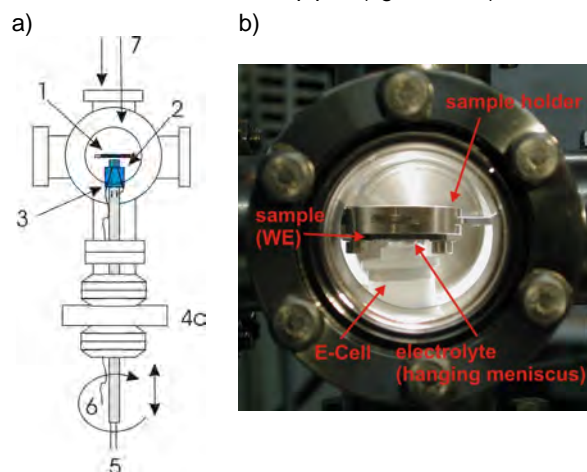 a)
7
1
2
3
4c
6
5
b)
sample holder
sample
(WE)
E-Cell
electrolyte
(hanging meniscus)